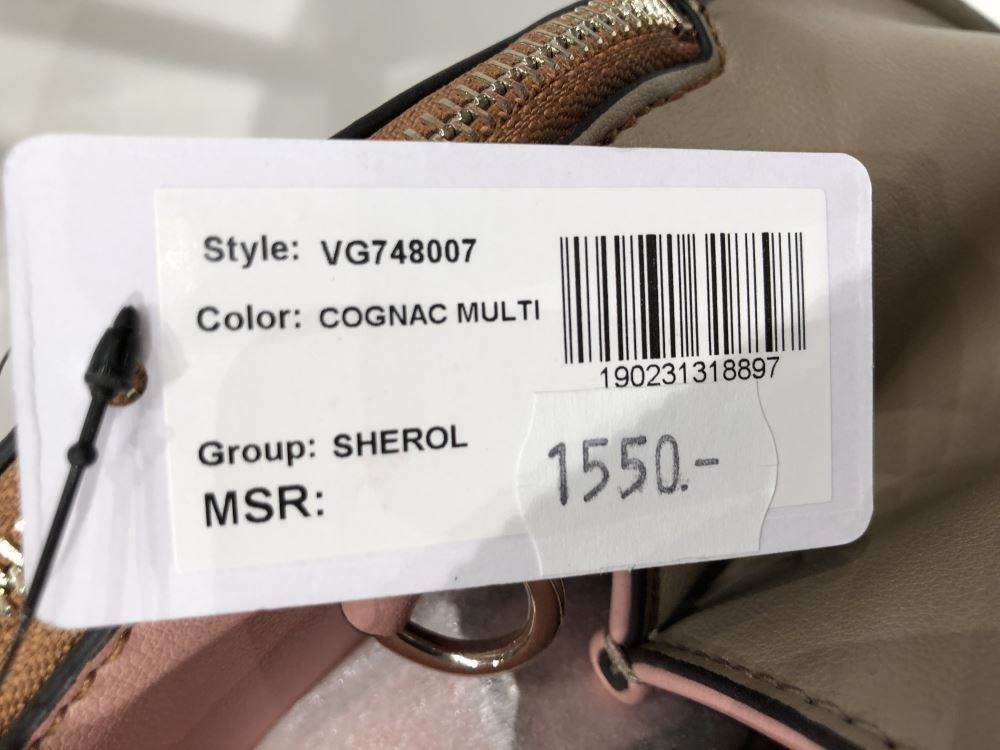 Style: VG748007
Color: COGNAC MULTI
190231318897
Group: SHEROL
1550.-
MSR: